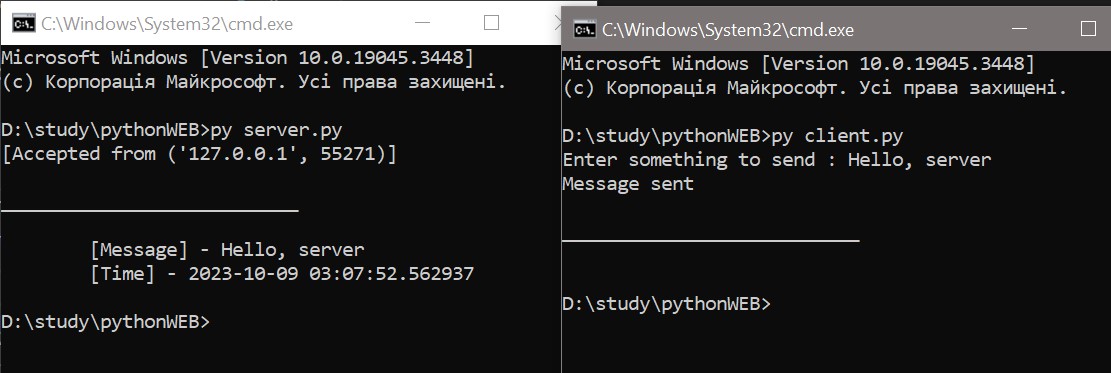 C:\Windows\System32\cmd.exe
Microsoft Windows [Version 10.0.19045.3448]
(c) Корпорація Майкрософт. Усі права захищені.
D:\study\pythonWEB>py server.py
[Accepted from ('127.0.0.1', 55271)]
[Message] - Hello, server
[Time] - 2023-10-09 03:07:52.562937
D:\study\pythonWEB>
C:\Windows\System32\cmd.exe
Microsoft Windows [Version 10.0.19045.3448]
(c) Корпорація Майкрософт. Усі права захищені.
D:\study\pythonWEB>py client.py
Enter something to send : Hello, server
Message sent
D:\study\pythonWEB>